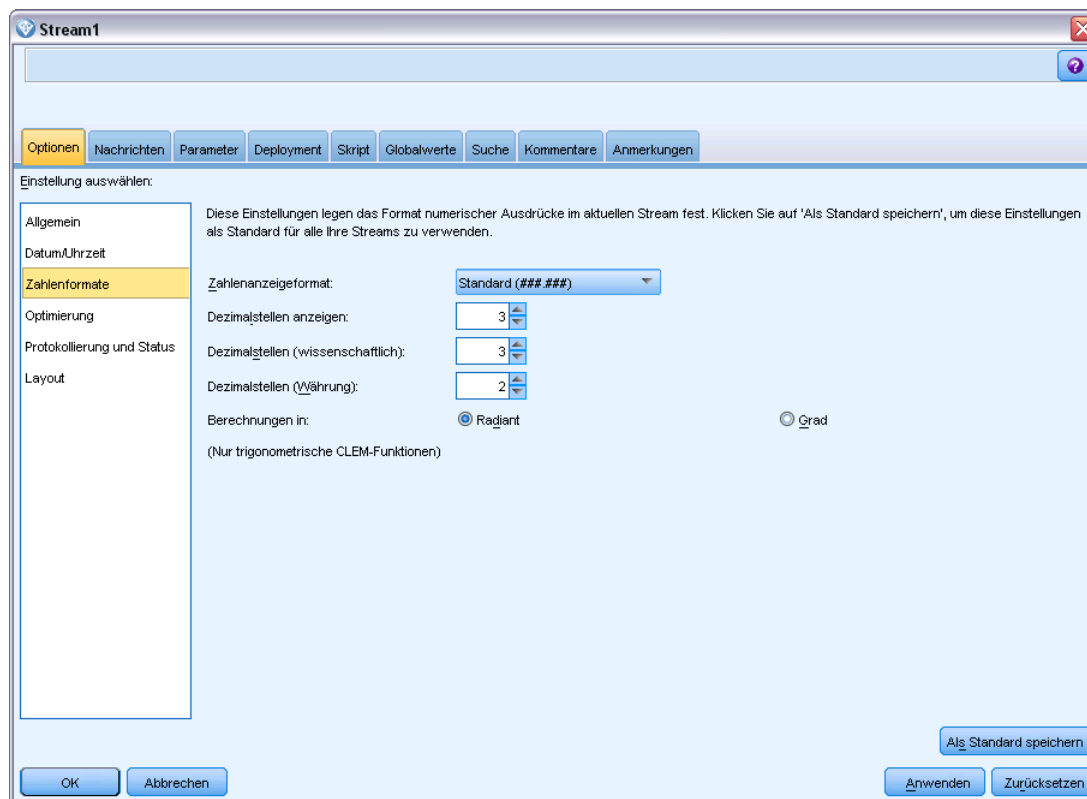 Stream1
Optionen Nachrichten Parameter Deployment Skript Globalwerte Suche Kommentare Anmerkungen
Einstellung auswählen:
Allgemein
Datum/Uhrzeit
Zahlenformate
Optimierung
Protokollierung und Status
Layout
Diese Einstellungen legen das Format numerischer Ausdrücke im aktuellen Stream fest. Klicken Sie auf 'Als Standard speichern', um diese Einstellungen
als Standard für alle Ihre Streams zu verwenden.
Zahlenanzeigeformat: Standard (###.###)
Dezimalstellen anzeigen: 3
Dezimalstellen (wissenschaftlich): 3
Dezimalstellen (Währung): 2
Berechnungen in: Radiant Grad
(Nur trigonometrische CLEM-Funktionen)
Als Standard speichern
OK Abbrechen Anwenden Zurücksetzen